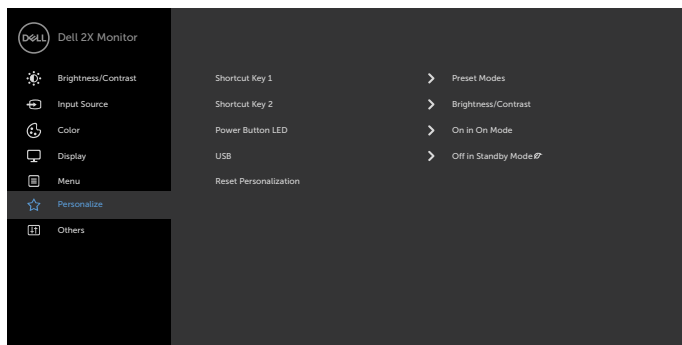 DELL Dell 2X Monitor
Brightness/Contrast Shortcut Key 1 Preset Modes
Input Source Shortcut Key 2 Brightness/Contrast
Color Power Button LED On in On Mode
Display USB Off in Standby Mode
Menu Reset Personalization
Personalize
Others